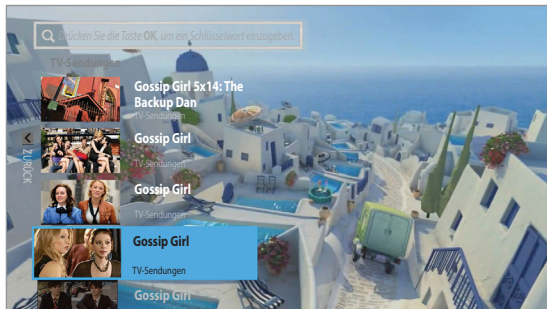 Drücken Sie die Taste OK, um ein Schlüsselwort einzugeben.
TV-Sendungen
Gossip Girl 5x14: The
Backup Dan
TV-Sendungen
Gossip Girl
TV-Sendungen
ZURÜCK
Gossip Girl
TV-Sendungen
Gossip Girl
TV-Sendungen
Gossip Girl